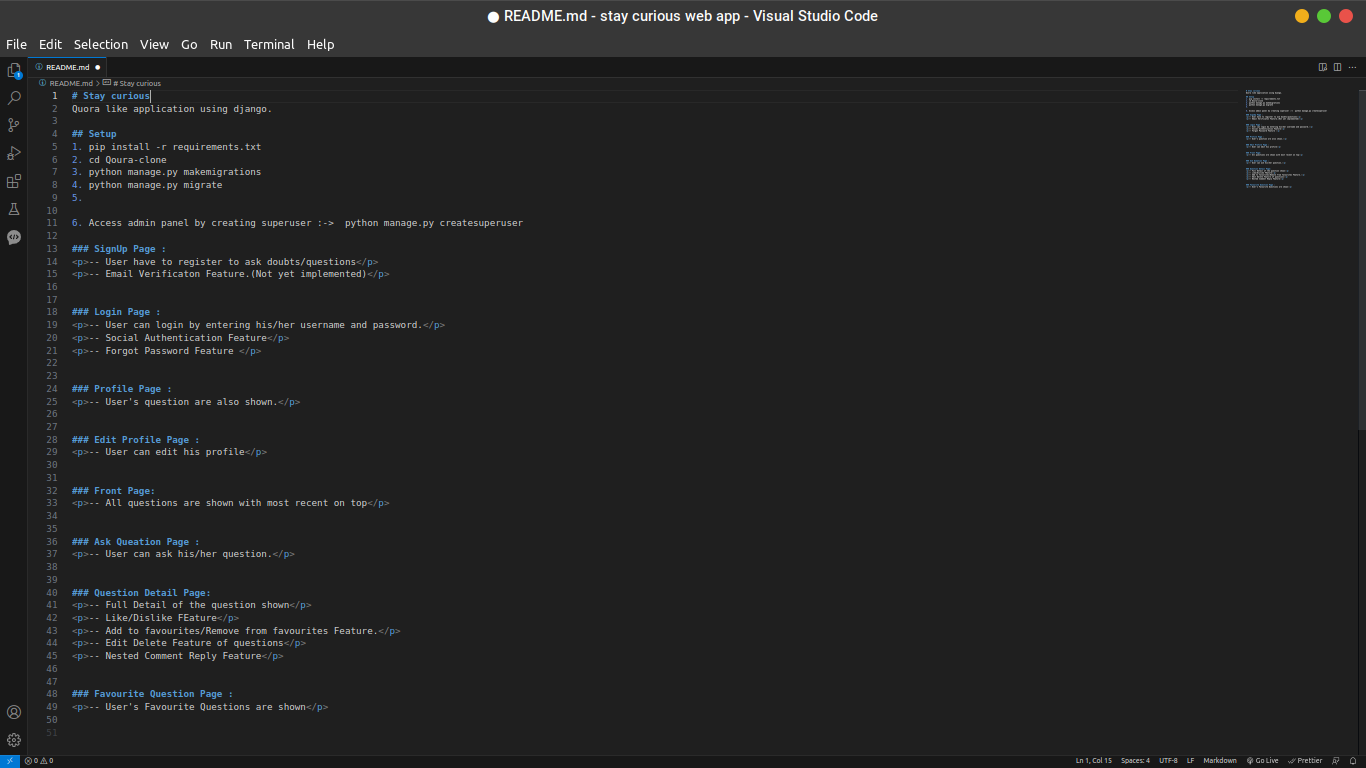 ● README.md - stay curious web app - Visual Studio Code
File Edit Selection View Go Run Terminal Help
README.md ●
README.md > # Stay curious
1 # Stay curious
2 Quora like application using django.
3
4 ## Setup
5 1. pip install -r requirements.txt
6 2. cd Qoura-clone
7 3. python manage.py makemigrations
8 4. python manage.py migrate
9 5.
10
11 6. Access admin panel by creating superuser :-> python manage.py createsuperuser
12
13 ### SignUp Page :
14 <p>-- User have to register to ask doubts/questions</p>
15 <p>-- Email Verificaton Feature.(Not yet implemented)</p>
16
17
18 ### Login Page :
19 <p>-- User can login by entering his/her username and password.</p>
20 <p>-- Social Authentication Feature</p>
21 <p>-- Forgot Password Feature </p>
22
23
24 ### Profile Page :
25 <p>-- User's question are also shown.</p>
26
27
28 ### Edit Profile Page :
29 <p>-- User can edit his profile</p>
30
31
32 ### Front Page:
33 <p>-- All questions are shown with most recent on top</p>
34
35
36 ### Ask Queation Page :
37 <p>-- User can ask his/her question.</p>
38
39
40 ### Question Detail Page:
41 <p>-- Full Detail of the question shown</p>
42 <p>-- Like/Dislike FEature</p>
43 <p>-- Add to favourites/Remove from favourites Feature.</p>
44 <p>-- Edit Delete Feature of questions</p>
45 <p>-- Nested Comment Reply Feature</p>
46
47
48 ### Favourite Question Page :
49 <p>-- User's Favourite Questions are shown</p>
50
51
1
0 0 Ln 1, Col 15 Spaces: 4 UTF-8 LF Markdown Go Live Prettier